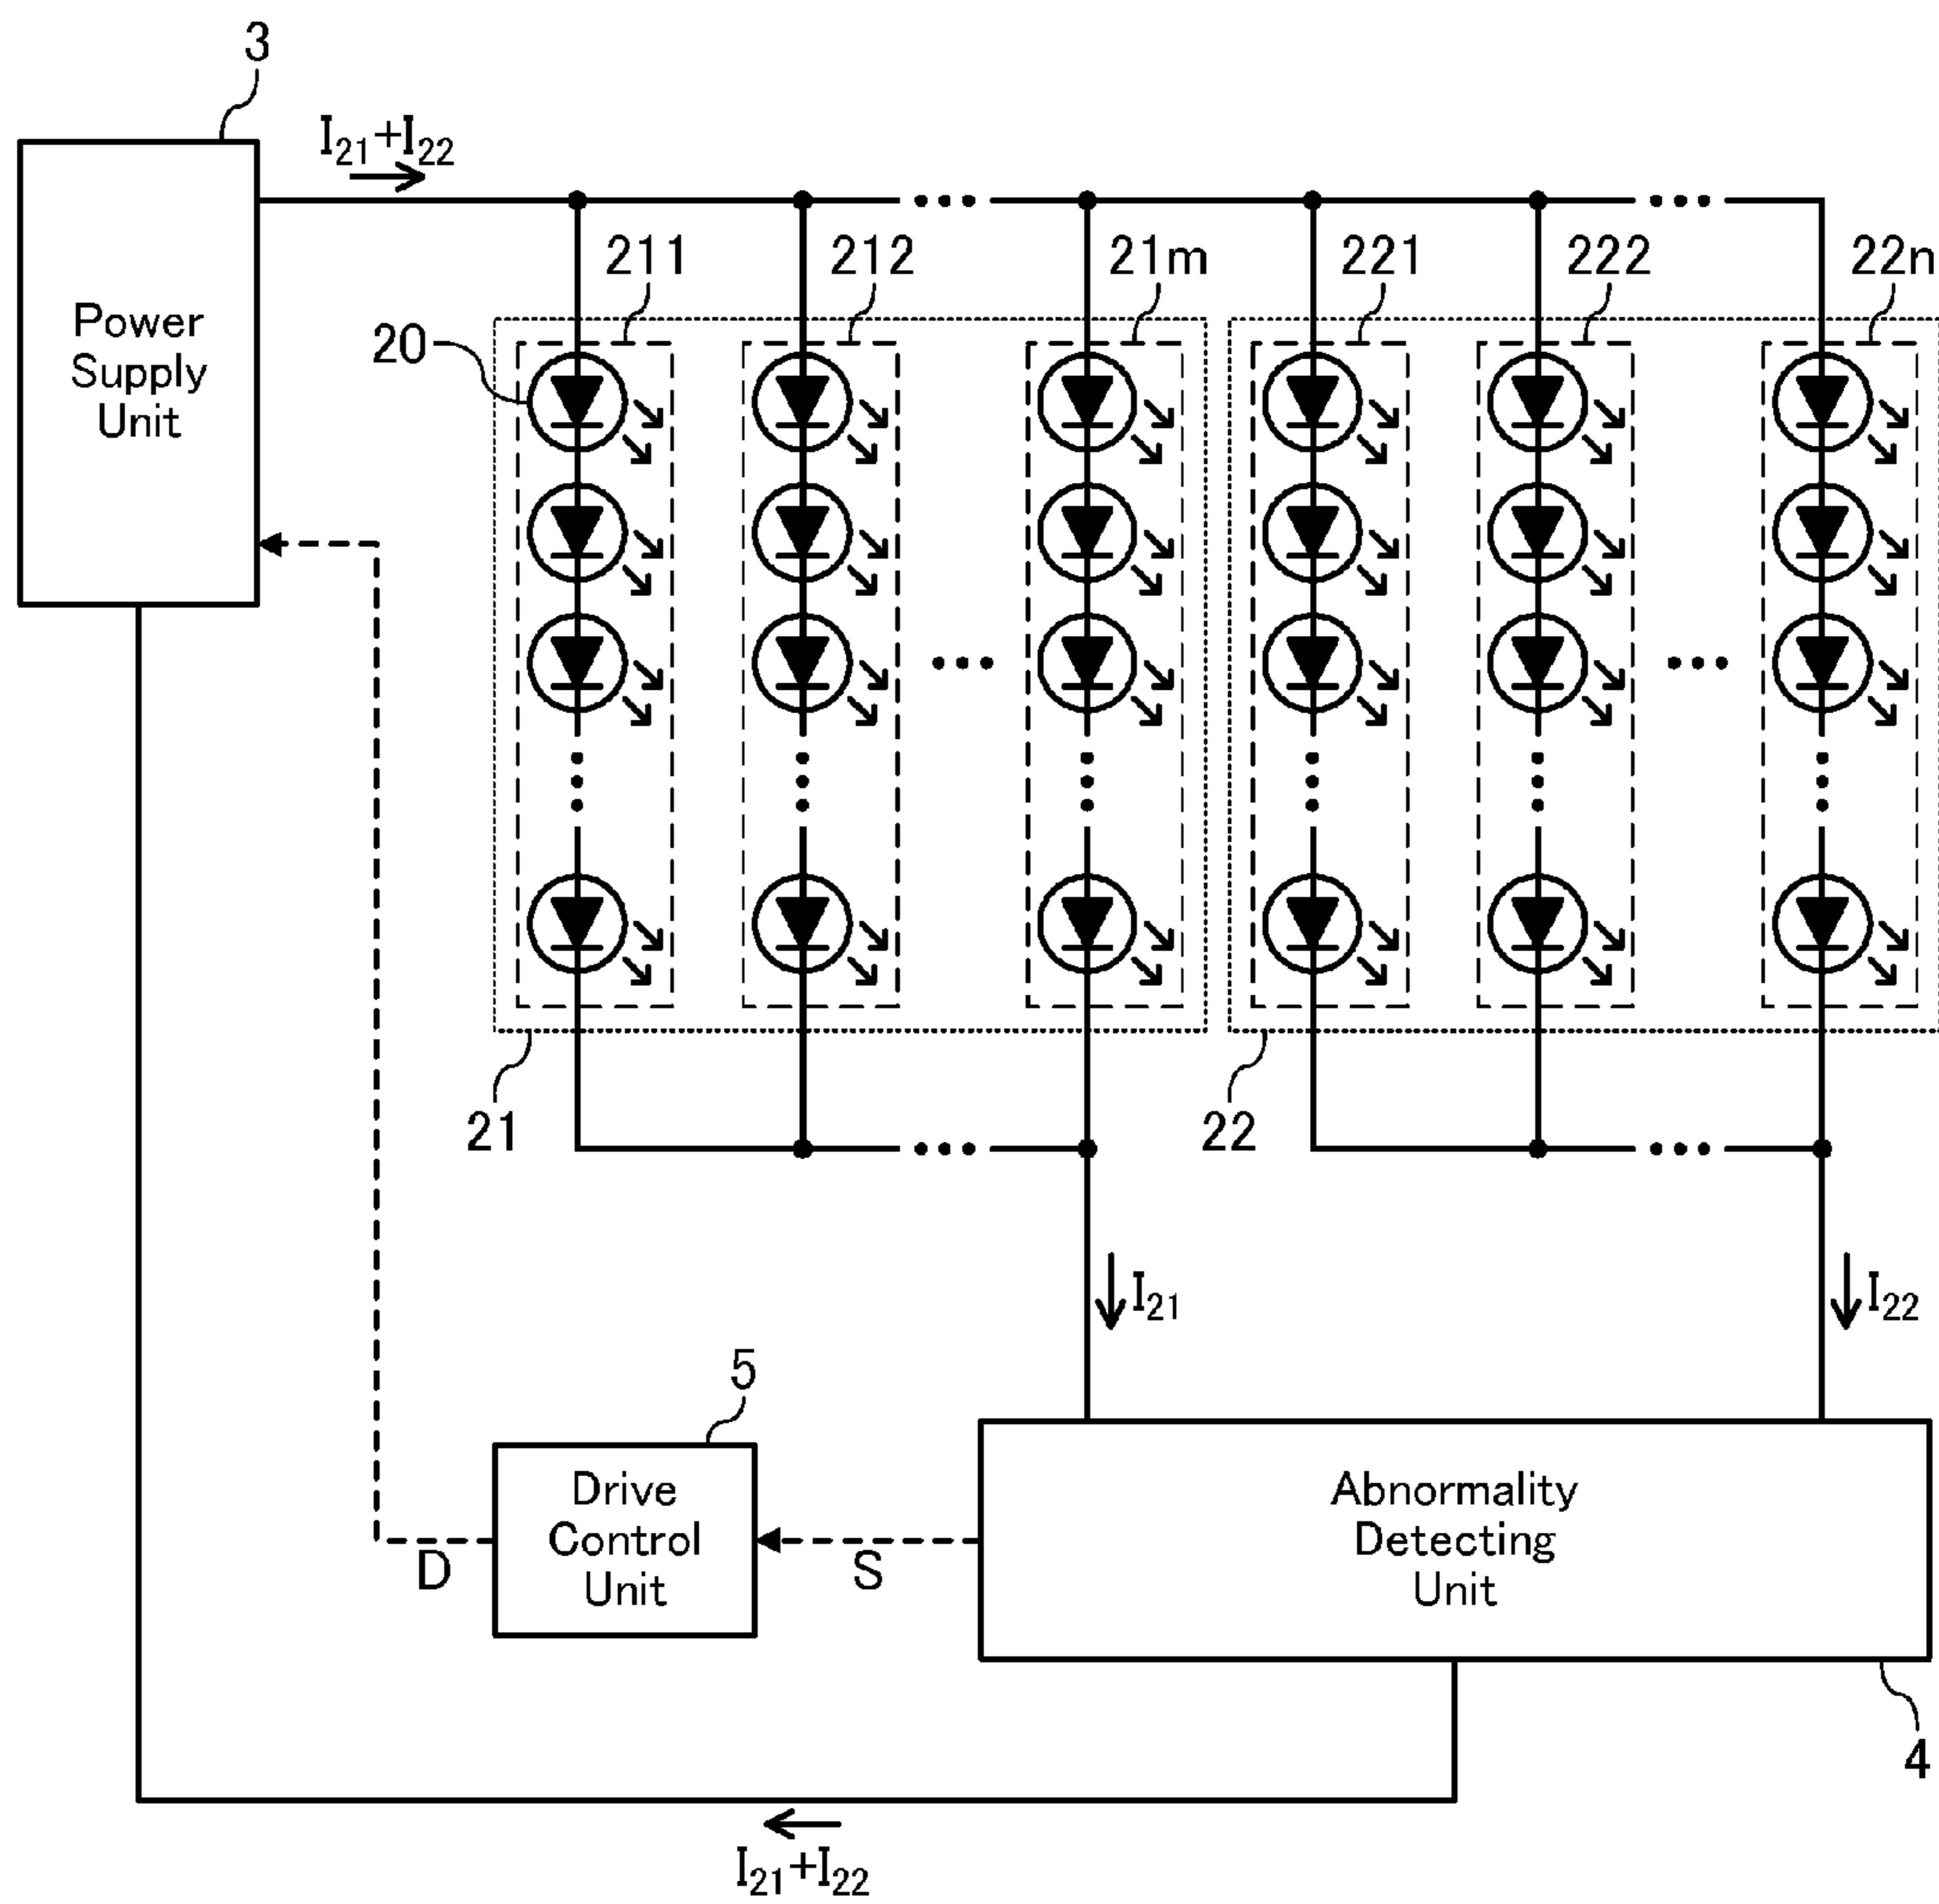 3
I21+I22
211
212
21m
221
222
22n
Power
Supply
Unit
20
21
22
I21
I22
5
Drive
Control
Unit
Abnormality
Detecting
Unit
D
S
4
I21+I22